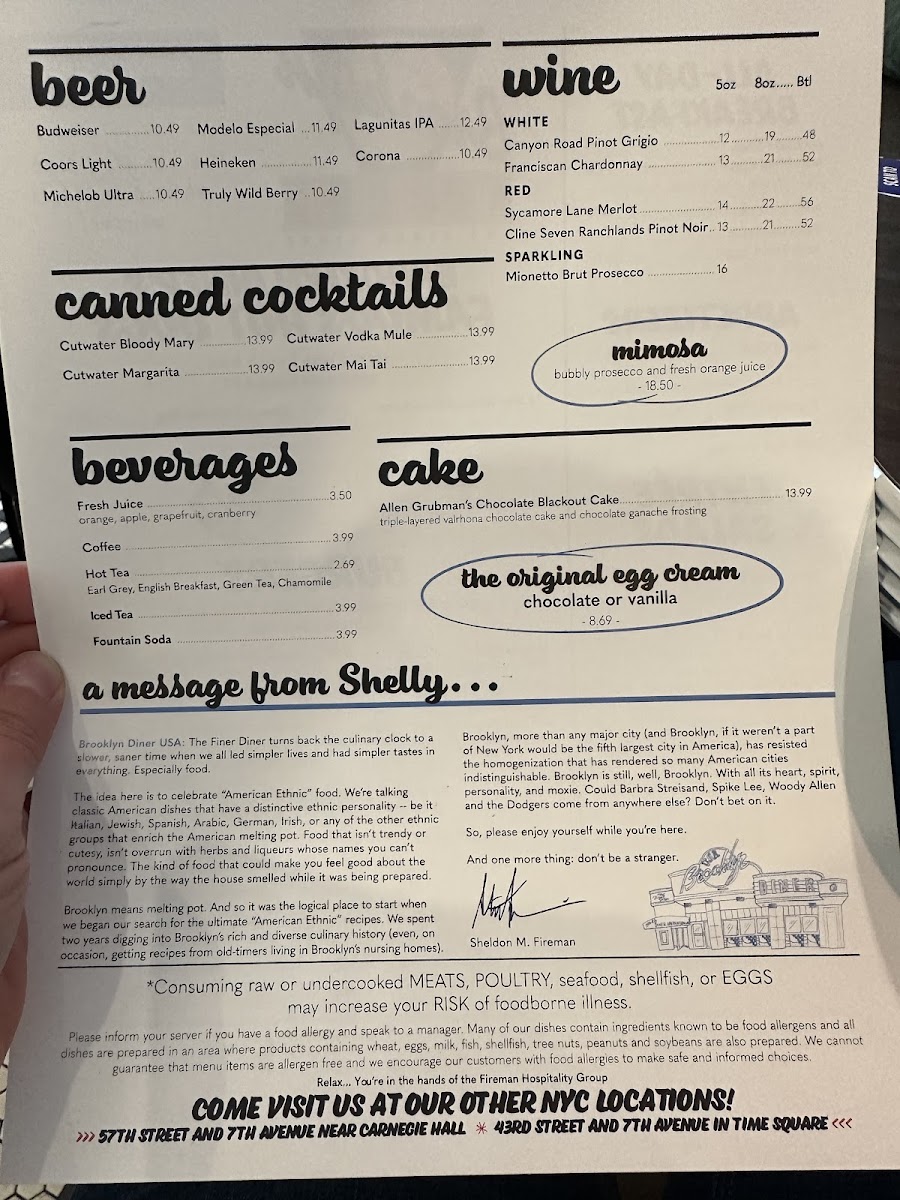 beer
Budweiser ............10.49 Modelo Especial ...11.49 Lagunitas IPA ......12.49
Coors Light ..........10.49 Heineken ................11.49 Corona ................10.49
Michelob Ultra .....10.49 Truly Wild Berry ..10.49
wine 5oz 8oz..... Btl
WHITE
Canyon Road Pinot Grigio ................12..........19.........48
Franciscan Chardonnay ....................13..........21.........52
RED
Sycamore Lane Merlot......................14..........22.........56
Cline Seven Ranchlands Pinot Noir..13..........21.........52
SPARKLING
Mionetto Brut Prosecco ................... 16
canned cocktails
Cutwater Bloody Mary ..............13.99 Cutwater Vodka Mule ................13.99
Cutwater Margarita ..................13.99 Cutwater Mai Tai ......................13.99
mimosa
bubbly prosecco and fresh orange juice
- 18.50 -
beverages
Fresh Juice ..........................................3.50
orange, apple, grapefruit, cranberry
Coffee ..............................................3.99
Hot Tea ............................................2.69
Earl Grey, English Breakfast, Green Tea, Chamomile
Iced Tea ..........................................3.99
Fountain Soda ..................................3.99
cake
Allen Grubman's Chocolate Blackout Cake.................................... 13.99
triple-layered valrhona chocolate cake and chocolate ganache frosting
the original egg cream
chocolate or vanilla
- 8.69 -
a message from Shelly...
Brooklyn Diner USA: The Finer Diner turns back the culinary clock to a
slower, saner time when we all led simpler lives and had simpler tastes in
everything. Especially food.
The idea here is to celebrate "American Ethnic" food. We're talking
classic American dishes that have a distinctive ethnic personality -- be it
Italian, Jewish, Spanish, Arabic, German, Irish, or any of the other ethnic
groups that enrich the American melting pot. Food that isn't trendy or
cutesy, isn't overrun with herbs and liqueurs whose names you can't
pronounce. The kind of food that could make you feel good about the
world simply by the way the house smelled while it was being prepared.
Brooklyn means melting pot. And so it was the logical place to start when
we began our search for the ultimate "American Ethnic" recipes. We spent
two years digging into Brooklyn's rich and diverse culinary history (even, on
occasion, getting recipes from old-timers living in Brooklyn's nursing homes).
Brooklyn, more than any major city (and Brooklyn, if it weren't a part
of New York would be the fifth largest city in America), has resisted
the homogenization that has rendered so many American cities
indistinguishable. Brooklyn is still, well, Brooklyn. With all its heart, spirit,
personality, and moxie. Could Barbra Streisand, Spike Lee, Woody Allen
and the Dodgers come from anywhere else? Don't bet on it.
So, please enjoy yourself while you're here.
And one more thing: don't be a stranger.
Sheldon M. Fireman
Brooklyn
DINER
*Consuming raw or undercooked MEATS, POULTRY, seafood, shellfish, or EGGS
may increase your RISK of foodborne illness.
Please inform your server if you have a food allergy and speak to a manager. Many of our dishes contain ingredients known to be food allergens and all
dishes are prepared in an area where products containing wheat, eggs, milk, fish, shellfish, tree nuts, peanuts and soybeans are also prepared. We cannot
guarantee that menu items are allergen free and we encourage our customers with food allergies to make safe and informed choices.
Relax... You're in the hands of the Fireman Hospitality Group
COME VISIT US AT OUR OTHER NYC LOCATIONS!
>>> 57TH STREET AND 7TH AVENUE NEAR CARNEGIE HALL * 43RD STREET AND 7TH AVENUE IN TIME SQUARE <<<
SCAN TO